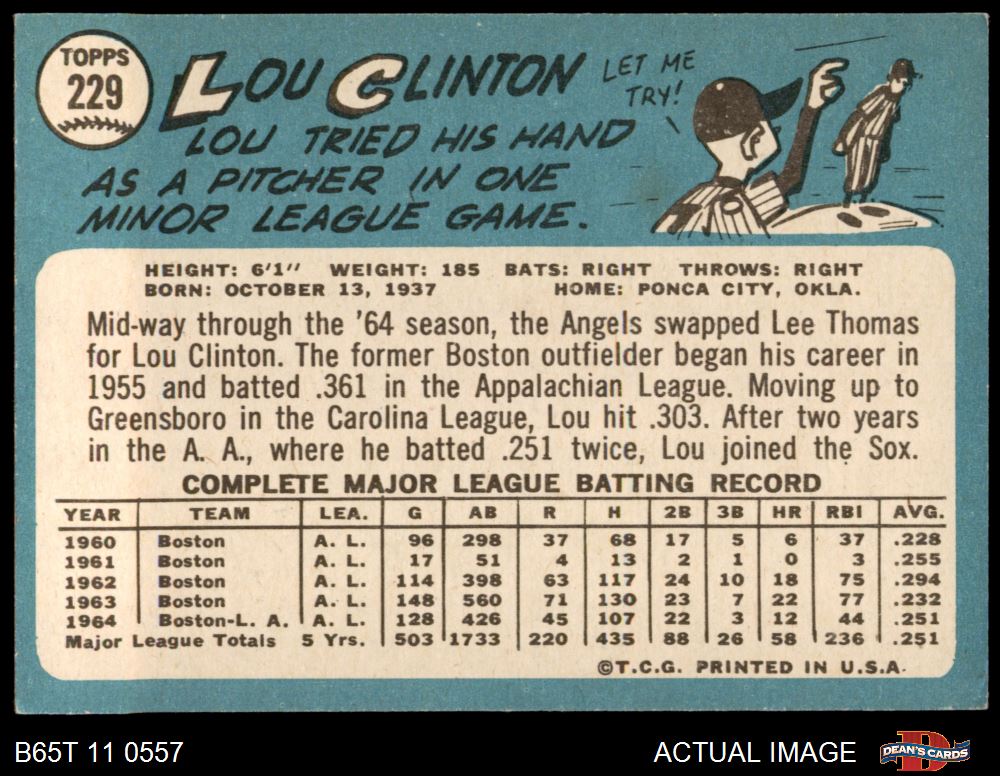 TOPPS
229
LOU CLINTON
LET ME
TRY!
LOU TRIED HIS HAND
AS A PITCHER IN ONE
MINOR LEAGUE GAME.
HEIGHT: 6'1" WEIGHT: 185 BATS: RIGHT THROWS: RIGHT
BORN: OCTOBER 13, 1937 HOME: PONCA CITY, OKLA.
Mid-way through the '64 season, the Angels swapped Lee Thomas
for Lou Clinton. The former Boston outfielder began his career in
1955 and batted .361 in the Appalachian League. Moving up to
Greensboro in the Carolina League, Lou hit .303. After two years
in the A. A., where he batted .251 twice, Lou joined the Sox.
COMPLETE MAJOR LEAGUE BATTING RECORD
YEAR TEAM LEA. G AB R H 2B 3B HR RBI AVG.
1960 Boston A. L. 96 298 37 68 17 5 6 37 .228
1961 Boston A. L. 17 51 4 13 2 1 0 3 .255
1962 Boston A. L. 114 398 63 117 24 10 18 75 .294
1963 Boston A. L. 148 560 71 130 23 7 22 77 .232
1964 Boston-L. A. A. L. 128 426 45 107 22 3 12 44 .251
Major League Totals 5 Yrs. 503 1733 220 435 88 26 58 236 .251
©T.C.G. PRINTED IN U.S.A.
B65T 11 0557
ACTUAL IMAGE
D
DEAN'S CARDS